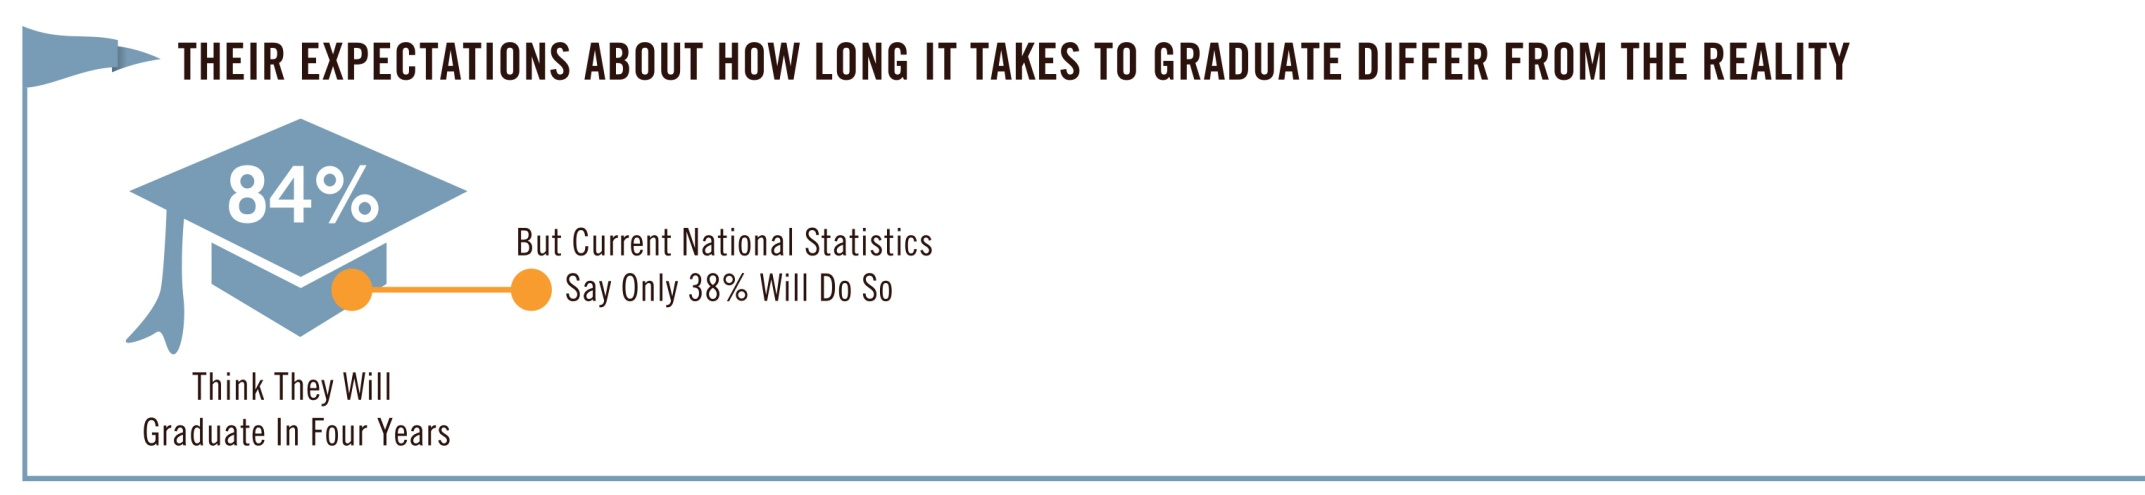 THEIR EXPECTATIONS ABOUT HOW LONG IT TAKES TO GRADUATE DIFFER FROM THE REALITY
84%
Think They Will
Graduate In Four Years
But Current National Statistics
Say Only 38% Will Do So